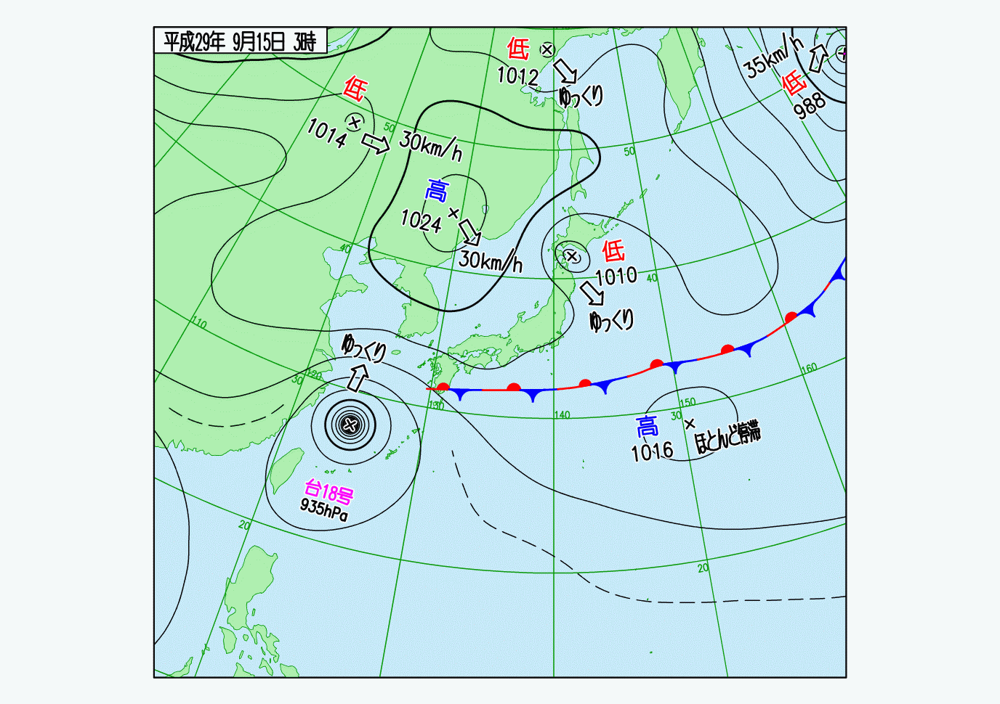 平成29年 9月15日 3時
低
1012
ゆっくり
35km/h
低
988
低
1014
30km/h
50
50
高
1024
30km/h
40
低
1010
40
ゆっくり
110
ゆっくり
120
30
160
130
140
150
30
高
1016
ほとんど停滞
台18号
935hPa
20
20